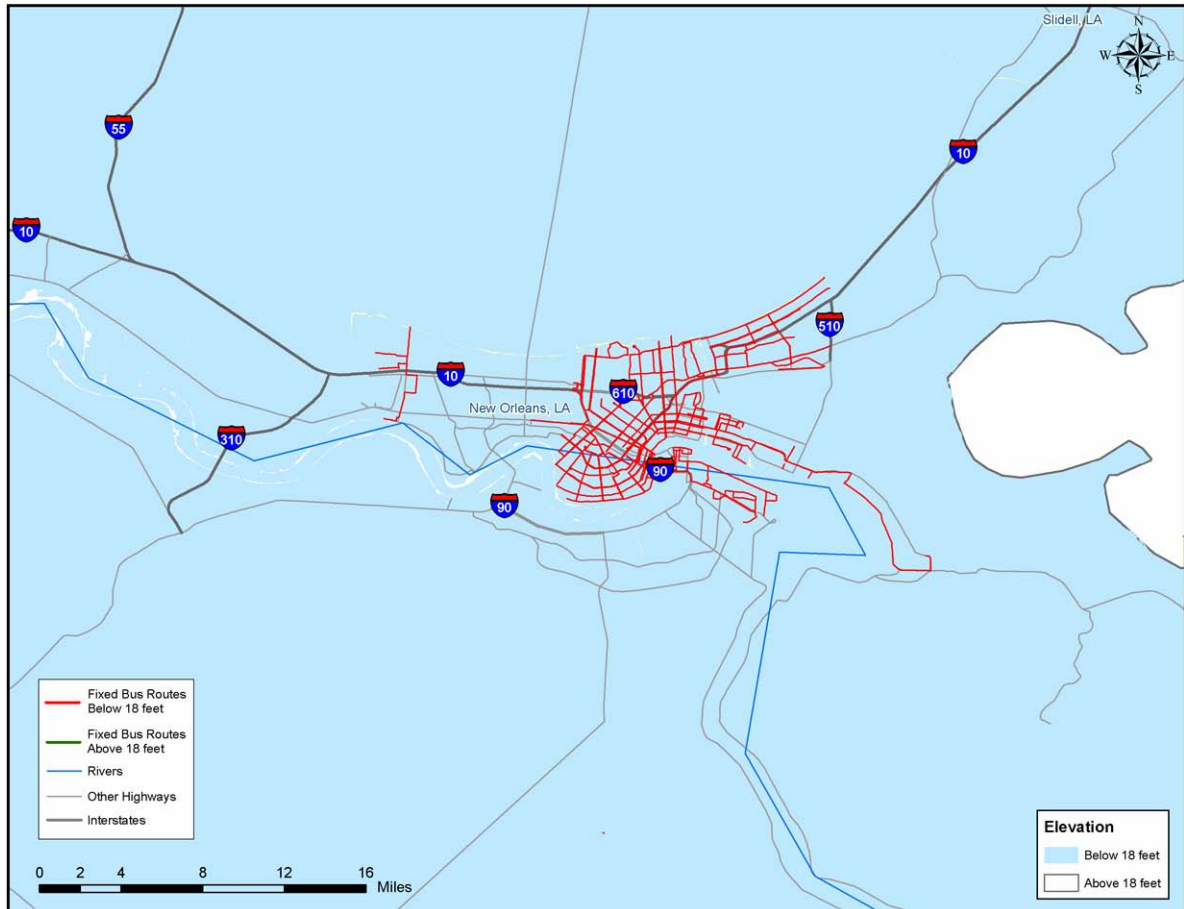 Slidell, LA
N
W E
S
55
10
10
510
10
610
New Orleans, LA
310
90
90
Fixed Bus Routes
Below 18 feet
Fixed Bus Routes
Above 18 feet
Rivers
Other Highways
Interstates
0 2 4 8 12 16
Miles
Elevation
Below 18 feet
Above 18 feet